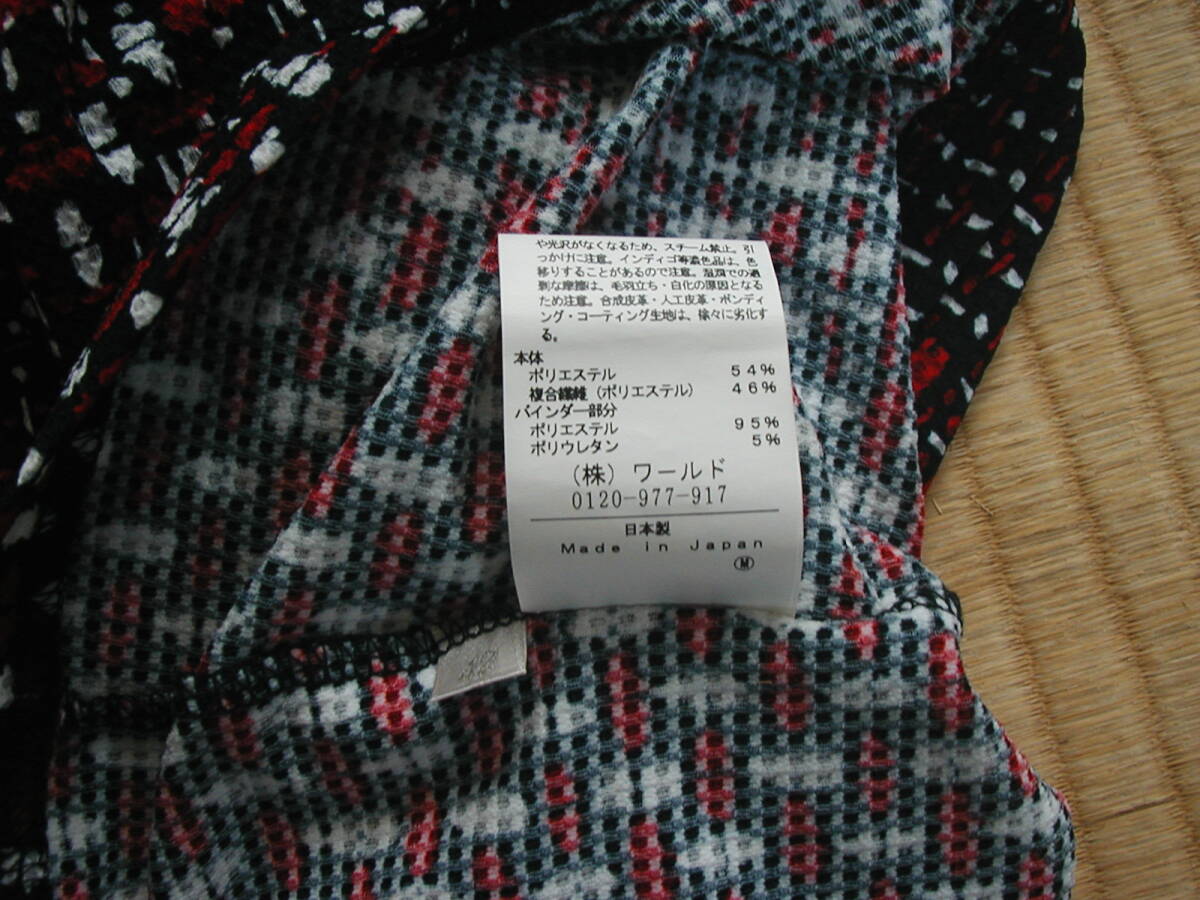 や光沢がなくなるため、スチーム禁止。引
っかけに注意。インディゴ等濃色品は、色
移りすることがあるので注意。湿潤での過
剰な摩擦は、毛羽立ち・白化の原因となる
ため注意。合成皮革・人工皮革・ボンディ
ング・コーティング生地は、徐々に劣化す
る。
本体
ポリエステル 54%
複合繊維(ポリエステル) 46%
バインダー部分
ポリエステル 95%
ポリウレタン 5%
(株)ワールド
0120-977-917
日本製
Made in Japan
Ⓜ